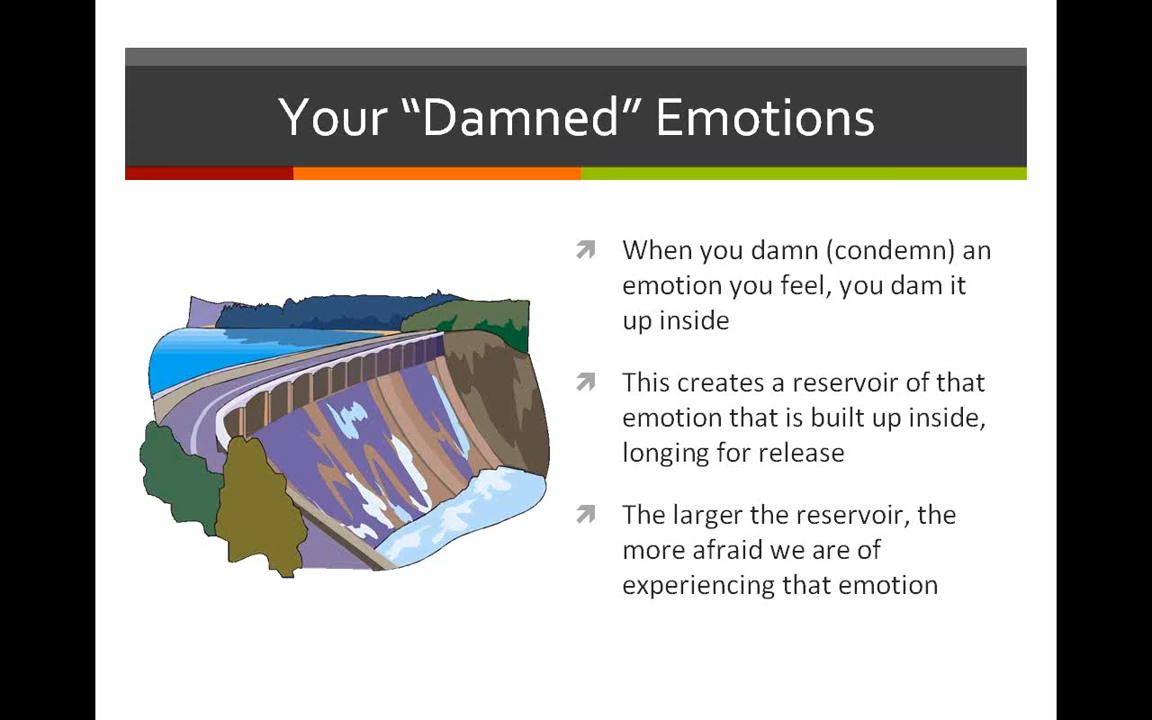 Your “Damned” Emotions
When you damn (condemn) an
emotion you feel, you dam it
up inside
This creates a reservoir of that
emotion that is built up inside,
longing for release
The larger the reservoir, the
more afraid we are of
experiencing that emotion